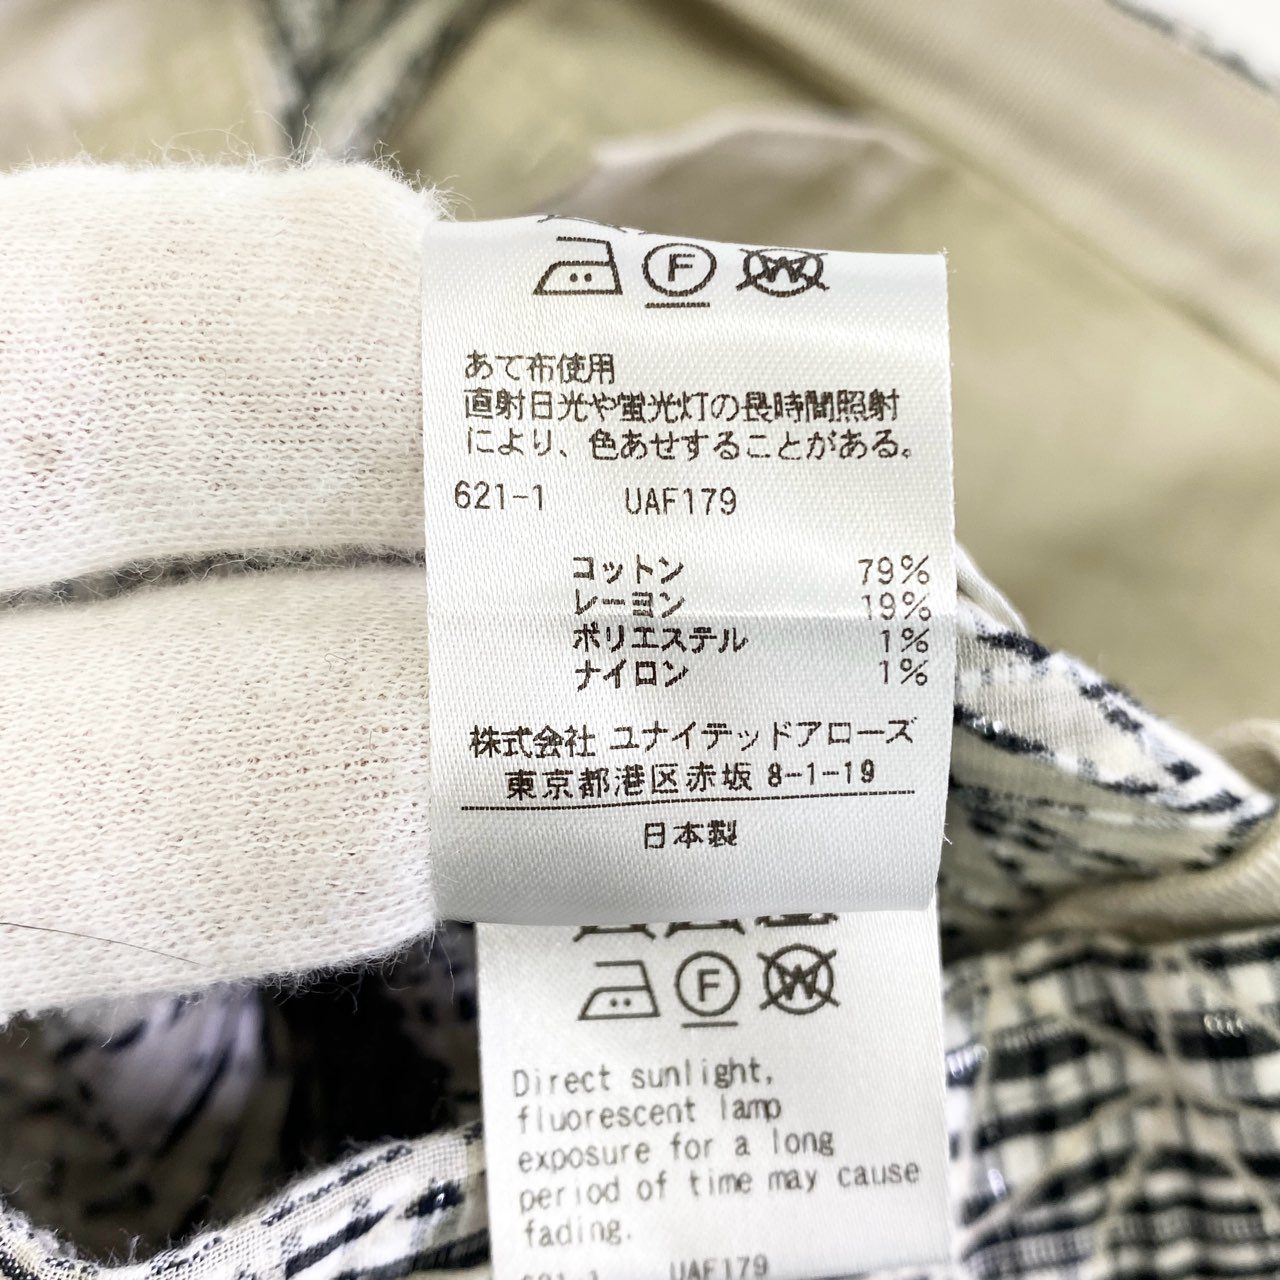 F W
あて布使用
直射日光や蛍光灯の長時間照射
により、色あせすることがある。
621-1 UAF179
コットン 79%
レーヨン 19%
ポリエステル 1%
ナイロン 1%
株式会社 ユナイテッドアローズ
東京都港区赤坂 8-1-19
日本製
F W
Direct sunlight,
fluorescent lamp
exposure for a long
period of time may cause
fading.
621-1 UAF179